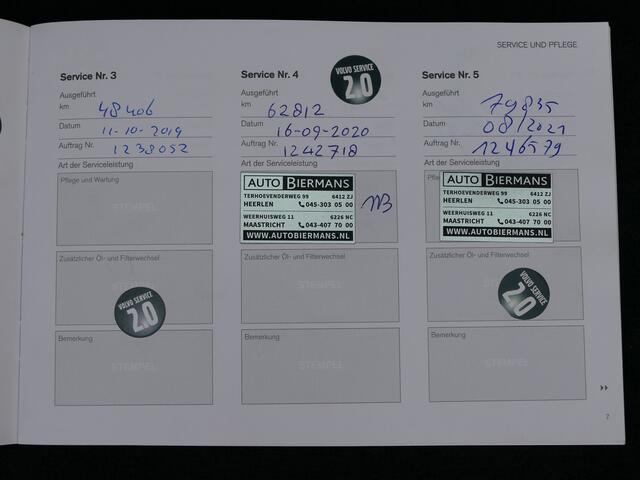 SERVICE UND PFLEGE
Service Nr. 3
Ausgeführt
km 48406
Datum 11-10-2019
Auftrag Nr. 1238052
Art der Serviceleistung
Pflege und Wartung
STEMPEL
Zusätzlicher Öl- und Filterwechsel
VOLVO SERVICE
2.0
Bemerkung
STEMPEL
Service Nr. 4
VOLVO SERVICE
2.0
Ausgeführt
km 62812
Datum 16-09-2020
Auftrag Nr. 1242718
Art der Serviceleistung
AUTO BIERMANS
TERHOEVENDERWEG 99 6412 ZJ
HEERLEN 045-303 05 00
WEERHUISWEG 11 6226 NC
MAASTRICHT 043-407 70 00
WWW.AUTOBIERMANS.NL
Zusätzlicher Öl- und Filterwechsel
STEMPEL
Bemerkung
STEMPEL
Service Nr. 5
Ausgeführt
km 79835
Datum 08/2021
Auftrag Nr. 1246579
Art der Serviceleistung
AUTO BIERMANS
TERHOEVENDERWEG 99 6412 ZJ
HEERLEN 045-303 05 00
WEERHUISWEG 11 6226 NC
MAASTRICHT 043-407 70 00
WWW.AUTOBIERMANS.NL
Zusätzlicher Öl- und Filterwechsel
VOLVO SERVICE
2.0
Bemerkung
STEMPEL
7